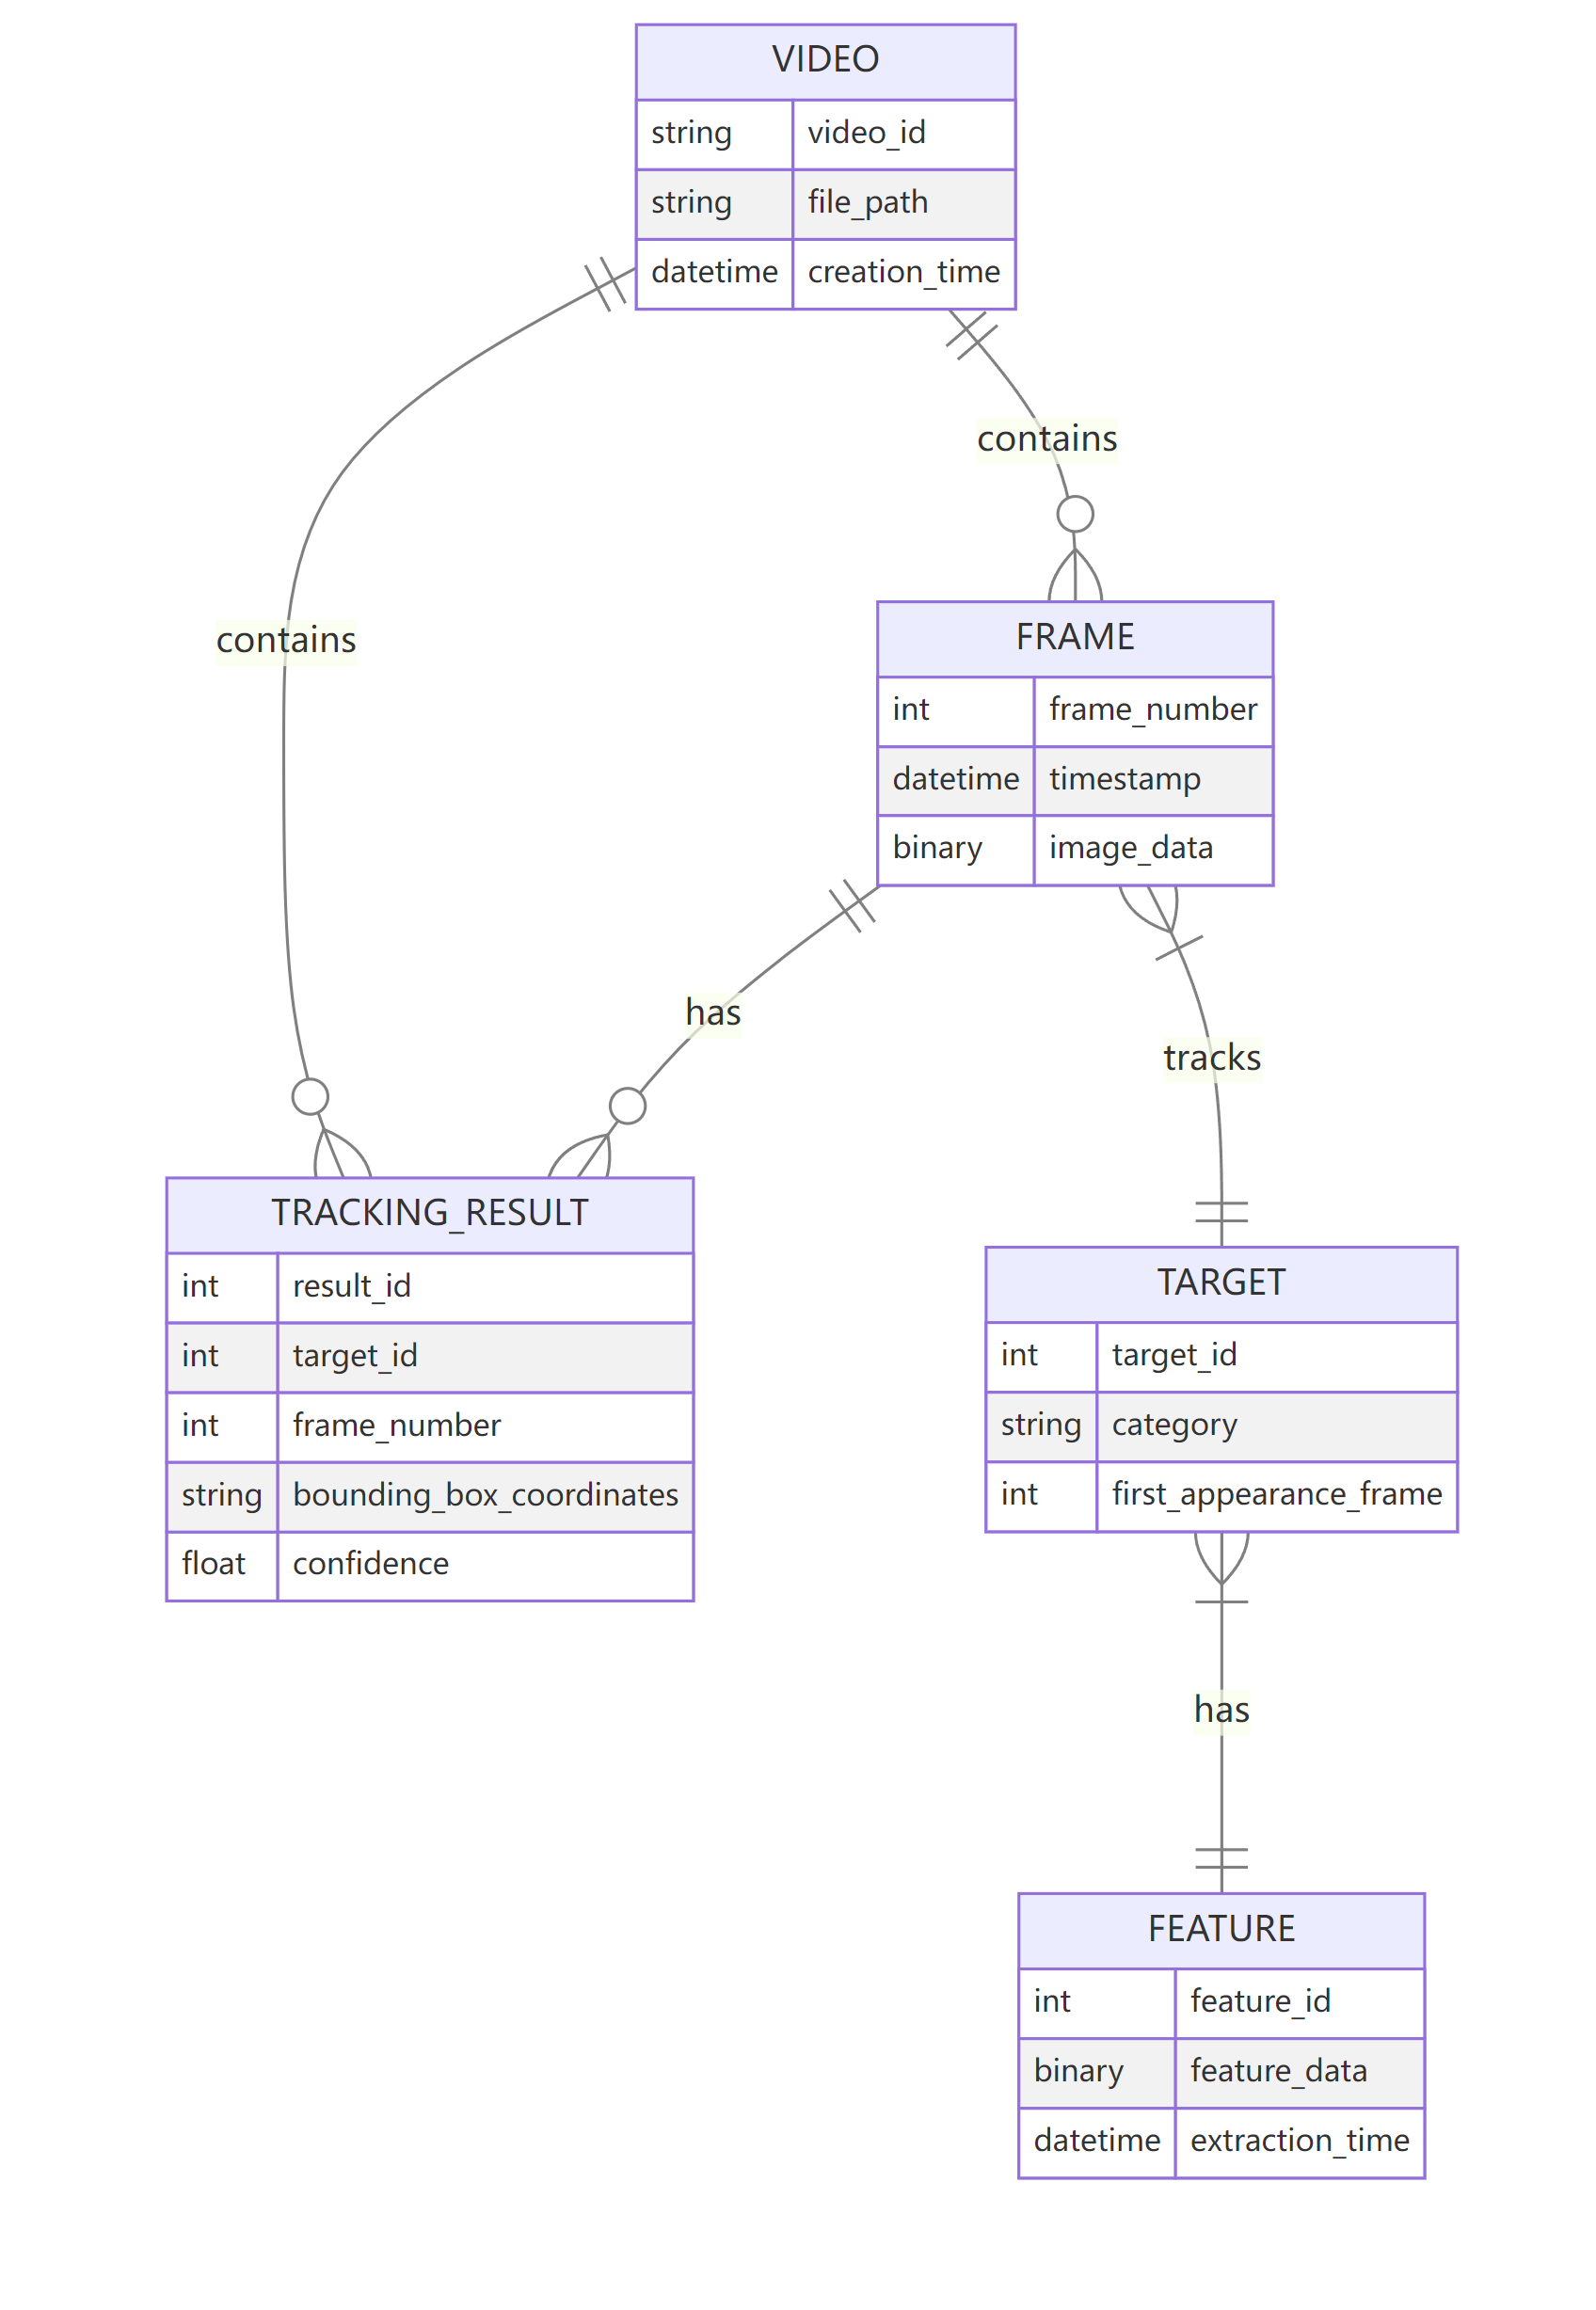 VIDEO
string video_id
string file_path
datetime creation_time
contains
contains
FRAME
int frame_number
datetime timestamp
binary image_data
has
tracks
TRACKING_RESULT
int result_id
int target_id
int frame_number
string bounding_box_coordinates
float confidence
TARGET
int target_id
string category
int first_appearance_frame
has
FEATURE
int feature_id
binary feature_data
datetime extraction_time